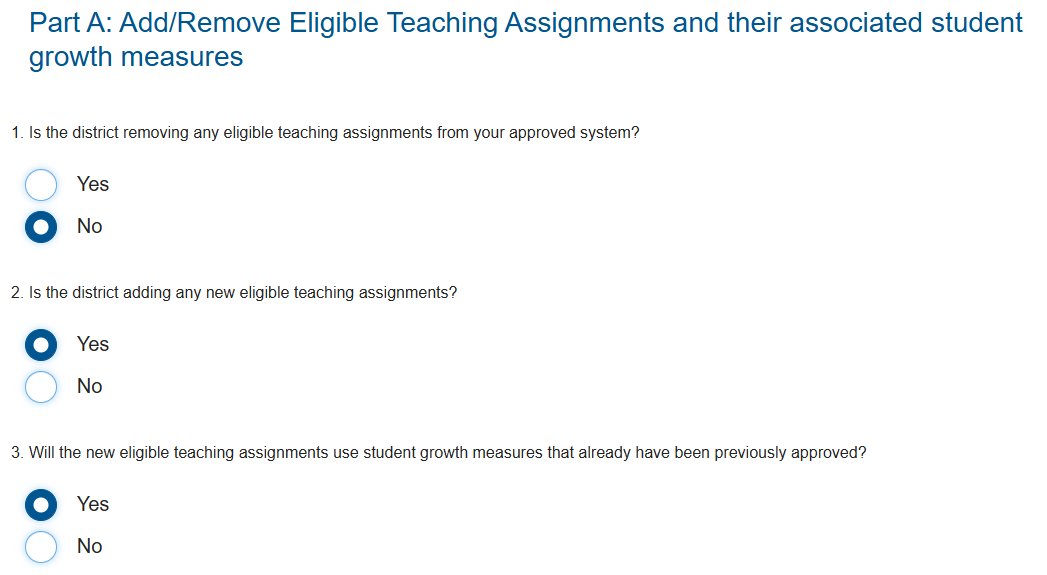 Part A: Add/Remove Eligible Teaching Assignments and their associated student
growth measures
1. Is the district removing any eligible teaching assignments from your approved system?
Yes
No
2. Is the district adding any new eligible teaching assignments?
Yes
No
3. Will the new eligible teaching assignments use student growth measures that already have been previously approved?
Yes
No